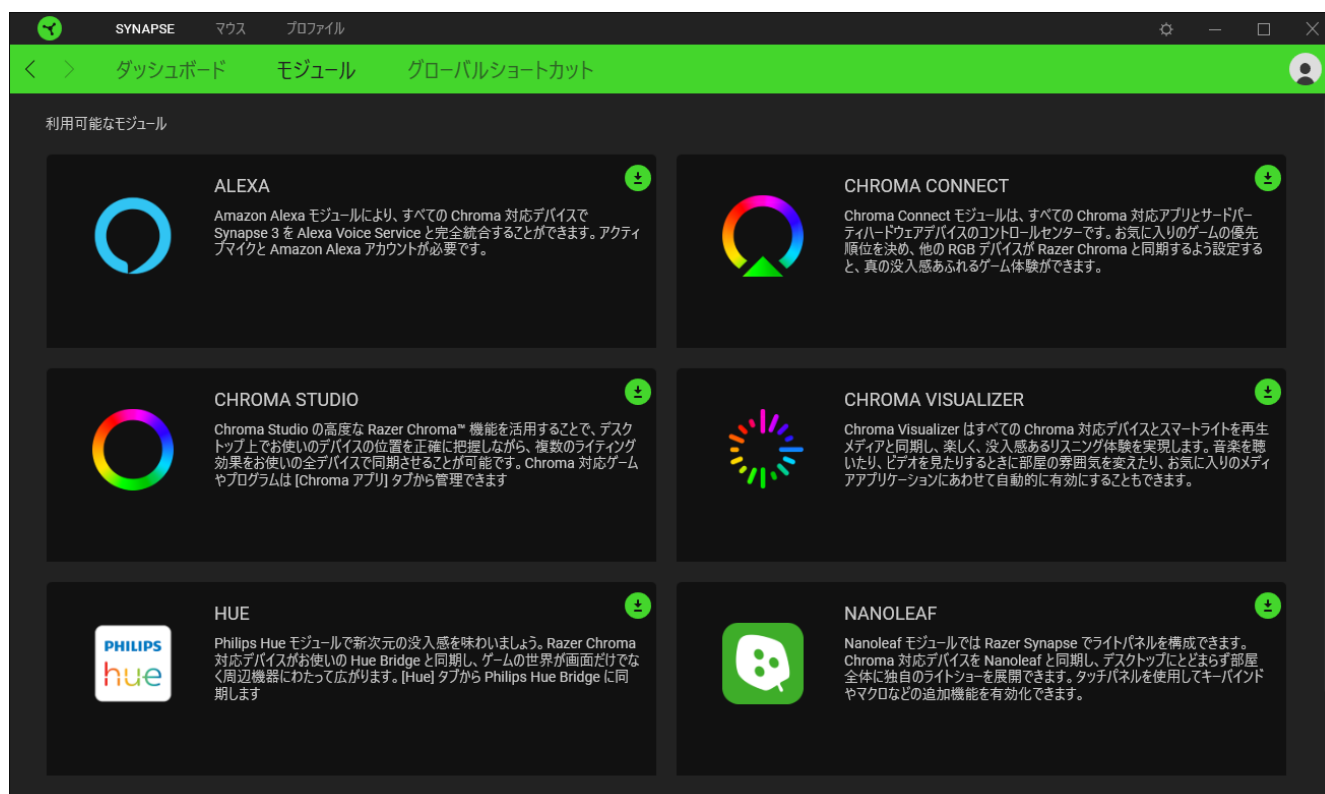 SYNAPSE マウス プロファイル
ダッシュボード モジュール グローバルショートカット
利用可能なモジュール
ALEXA
Amazon Alexa モジュールにより、すべての Chroma 対応デバイスで
Synapse 3 を Alexa Voice Service と完全統合することができます。アクティ
ブマイクと Amazon Alexa アカウントが必要です。
CHROMA CONNECT
Chroma Connect モジュールは、すべての Chroma 対応アプリとサードパー
ティハードウェアデバイスのコントロールセンターです。お気に入りのゲームの優先
順位を決め、他の RGB デバイスが Razer Chroma と同期するよう設定する
と、真の没入感あふれるゲーム体験ができます。
CHROMA STUDIO
Chroma Studio の高度な Razer Chroma™ 機能を活用することで、デスク
トップ上でお使いのデバイスの位置を正確に把握しながら、複数のライティング
効果をお使いの全デバイスで同期させることが可能です。Chroma 対応ゲーム
やプログラムは [Chroma アプリ] タブから管理できます
CHROMA VISUALIZER
Chroma Visualizer はすべての Chroma 対応デバイスとスマートライトを再生
メディアと同期し、楽しく、没入感あるリスニング体験を実現します。音楽を聴
いたり、ビデオを見たりするときに部屋の雰囲気を変えたり、お気に入りのメディ
アアプリケーションにあわせて自動的に有効にすることもできます。
PHILIPS
hue
HUE
Philips Hue モジュールで新次元の没入感を味わいましょう。Razer Chroma
対応デバイスがお使いの Hue Bridge と同期し、ゲームの世界が画面だけでな
く周辺機器にわたって広がります。[Hue] タブから Philips Hue Bridge に同
期します
NANOLEAF
Nanoleaf モジュールでは Razer Synapse でライトパネルを構成できます。
Chroma 対応デバイスを Nanoleaf と同期し、デスクトップにとどまらず部屋
全体に独自のライトショーを展開できます。タッチパネルを使用してキーバインド
やマクロなどの追加機能を有効化できます。